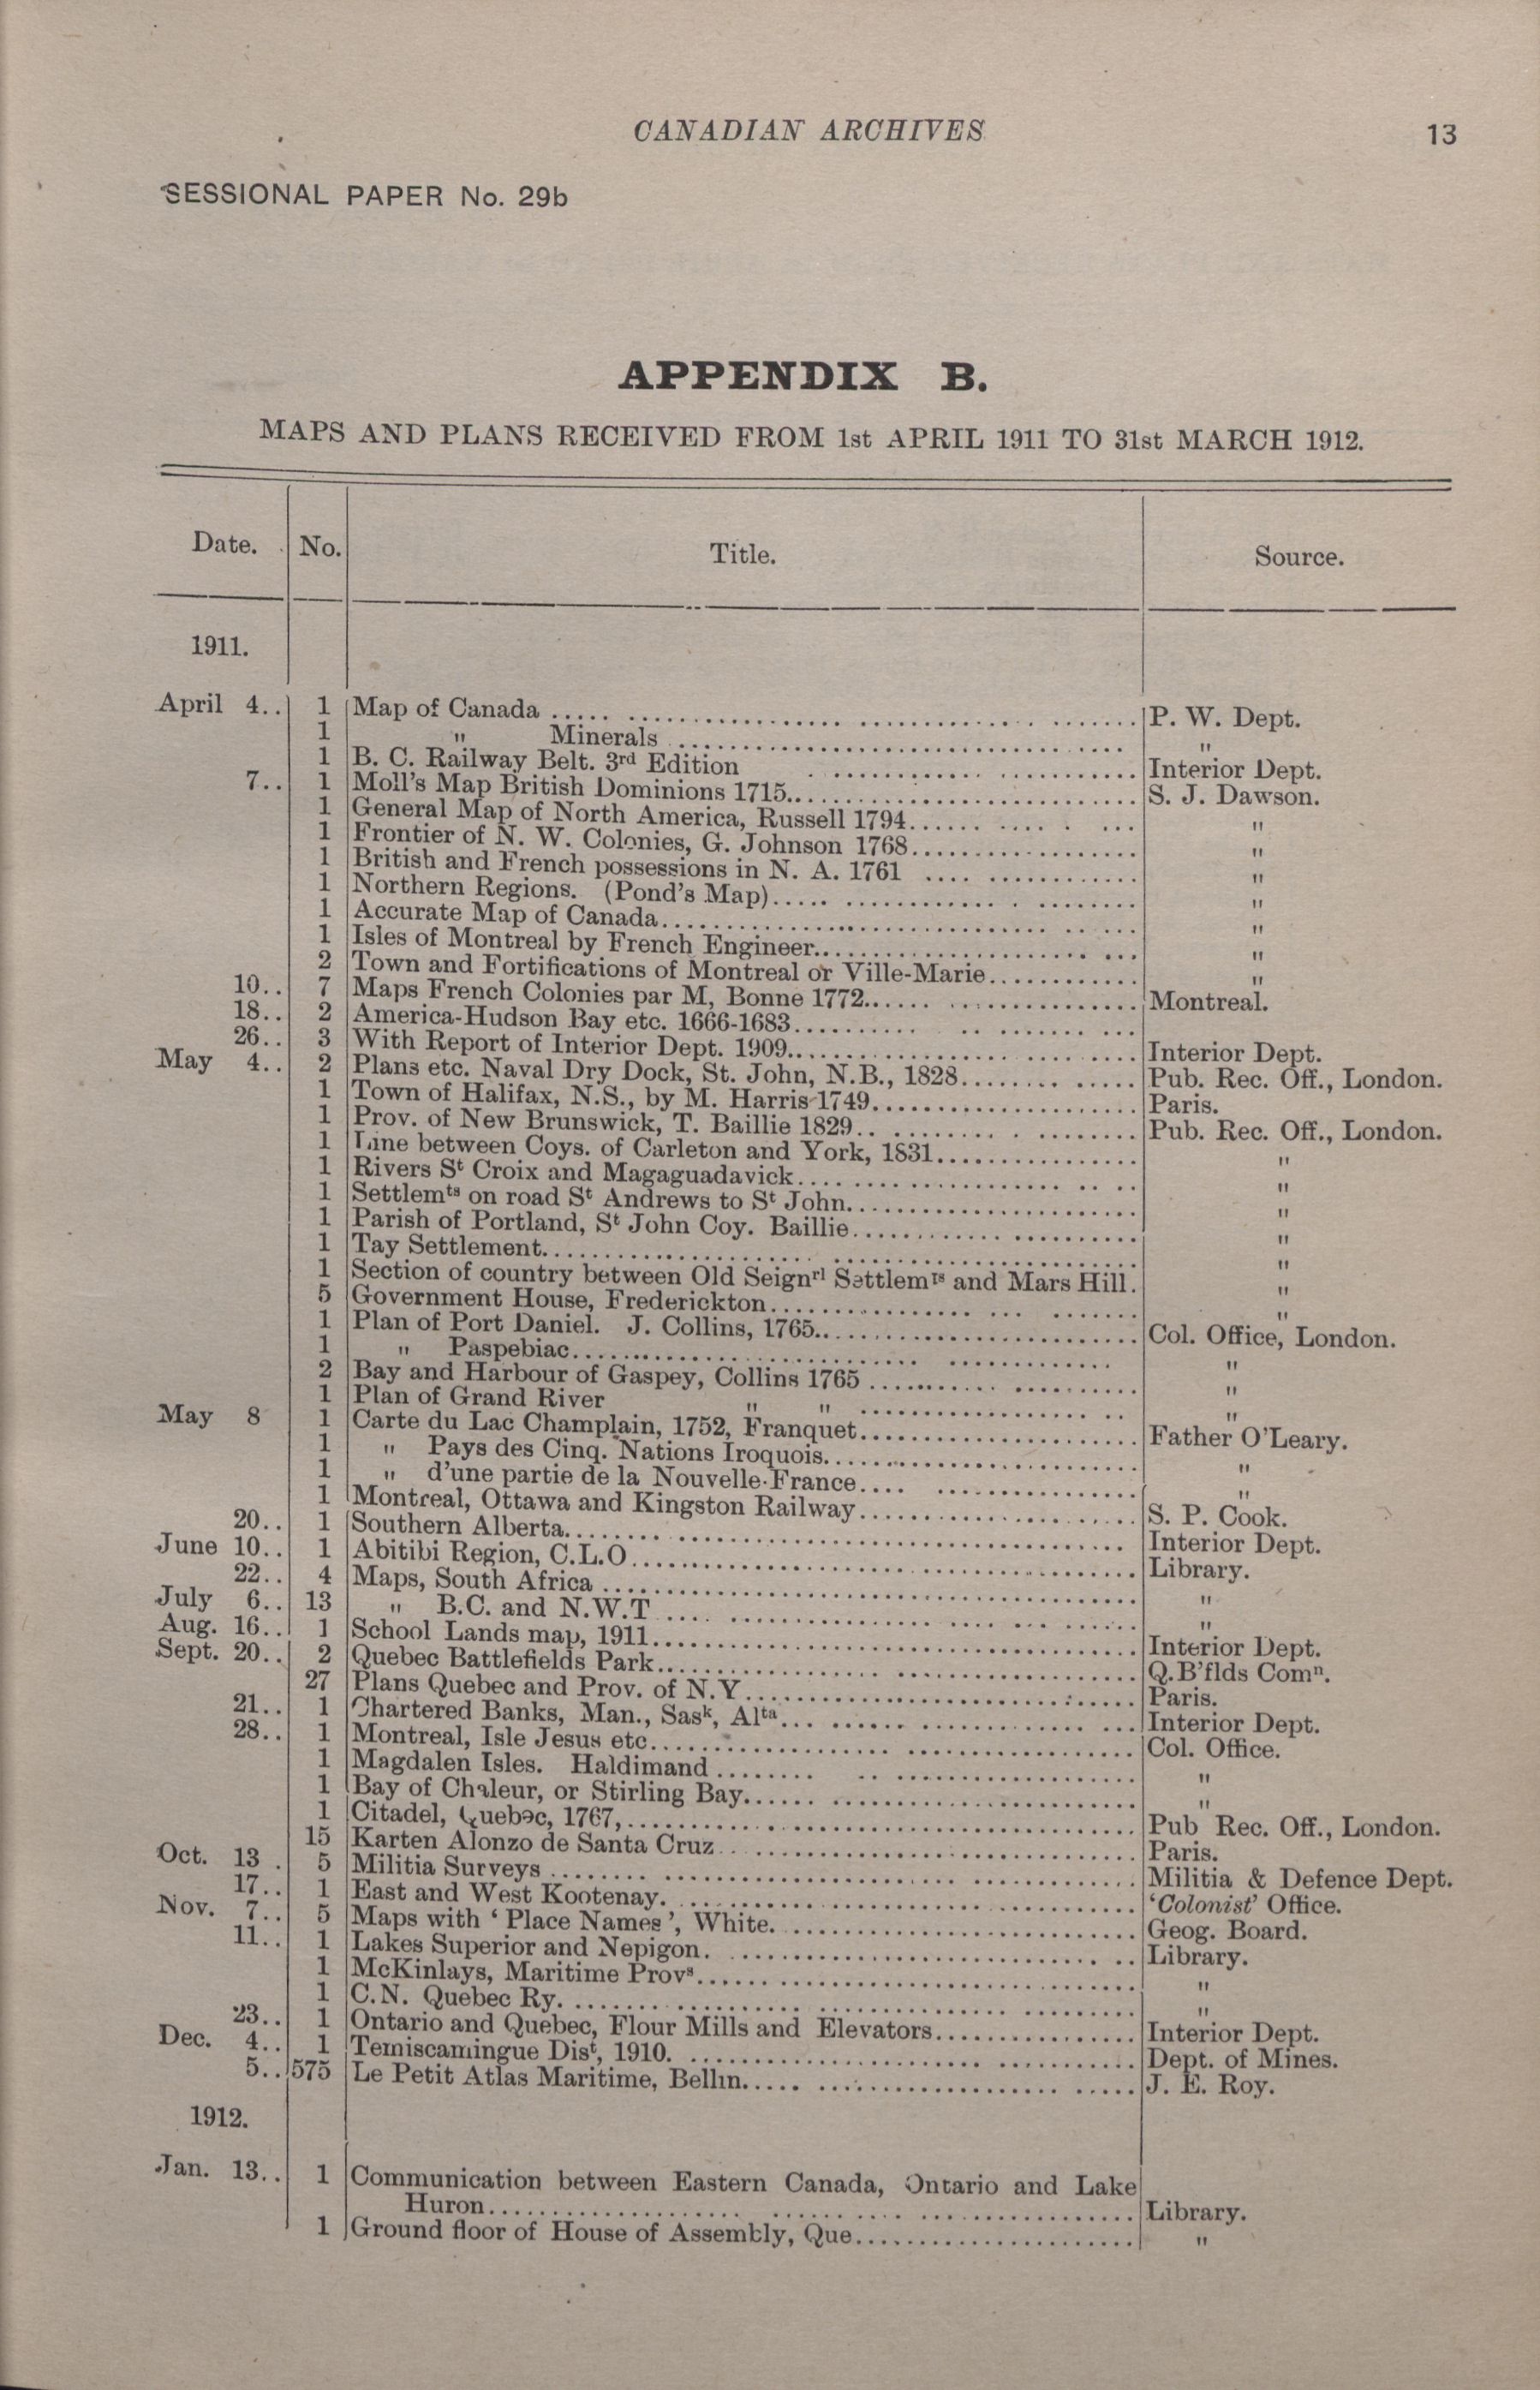 CANADIAN ARCHIVES 13
SESSIONAL PAPER No. 29b
APPENDIX B.
MAPS AND PLANS RECEIVED FROM 1st APRIL 1911 TO 31st MARCH 1912.
Date. No. Title. Source.
1911.
April 4.. 1 Map of Canada P. W. Dept.
1 " Minerals "
1 B. C. Railway Belt. 3rd Edition Interior Dept.
7.. 1 Moll's Map British Dominions 1715. S. J. Dawson.
1 General Map of North America, Russell 1794 "
1 Frontier of N. W. Colonies, G. Johnson 1768 "
1 British and French possessions in N. A. 1761 "
1 Northern Regions. (Pond's Map) "
1 Accurate Map of Canada "
1 Isles of Montreal by French Engineer. "
2 Town and Fortifications of Montreal or Ville-Marie "
10.. 7 Maps French Colonies par M, Bonne 1772. Montreal.
18.. 2 America-Hudson Bay etc. 1666-1683
26.. 3 With Report of Interior Dept. 1909. Interior Dept.
May 4.. 2 Plans etc. Naval Dry Dock, St. John, N.B., 1828 Pub. Rec. Off., London.
1 Town of Halifax, N.S., by M. Harris 1749 Paris.
1 Prov. of New Brunswick, T. Baillie 1829 Pub. Rec. Off., London.
1 Line between Coys. of Carleton and York, 1831 "
1 Rivers St Croix and Magaguadavick "
1 Settlemts on road St Andrews to St John "
1 Parish of Portland, St John Coy. Baillie "
1 Tay Settlement "
1 Section of country between Old Seignrl Settlemts and Mars Hill. "
5 Government House, Frederickton "
1 Plan of Port Daniel. J. Collins, 1765. Col. Office, London.
1 " Paspebiac "
2 Bay and Harbour of Gaspey, Collins 1765 "
1 Plan of Grand River " " "
May 8 1 Carte du Lac Champlain, 1752, Franquet Father O'Leary.
1 " Pays des Cinq. Nations Iroquois "
1 " d'une partie de la Nouvelle-France "
1 Montreal, Ottawa and Kingston Railway S. P. Cook.
20.. 1 Southern Alberta Interior Dept.
June 10.. 1 Abitibi Region, C.L.O Library.
22.. 4 Maps, South Africa "
July 6.. 13 " B.C. and N.W.T "
Aug. 16.. 1 School Lands map, 1911 Interior Dept.
Sept. 20.. 2 Quebec Battlefields Park Q.B'flds Comn.
27 Plans Quebec and Prov. of N.Y Paris.
21.. 1 Chartered Banks, Man., Sask, Alta Interior Dept.
28.. 1 Montreal, Isle Jesus etc Col. Office.
1 Magdalen Isles. Haldimand "
1 Bay of Chaleur, or Stirling Bay "
1 Citadel, Quebec, 1767, Pub Rec. Off., London.
15 Karten Alonzo de Santa Cruz Paris.
Oct. 13 . 5 Militia Surveys Militia & Defence Dept.
17.. 1 East and West Kootenay. 'Colonist' Office.
Nov. 7.. 5 Maps with ' Place Names ', White. Geog. Board.
11.. 1 Lakes Superior and Nepigon. Library.
1 McKinlays, Maritime Provs "
1 C.N. Quebec Ry. "
23.. 1 Ontario and Quebec, Flour Mills and Elevators Interior Dept.
Dec. 4.. 1 Temiscamingue Dist, 1910. Dept. of Mines.
5.. 575 Le Petit Atlas Maritime, Bellin J. E. Roy.
1912.
Jan. 13.. 1 Communication between Eastern Canada, Ontario and Lake
Huron Library.
1 Ground floor of House of Assembly, Que "